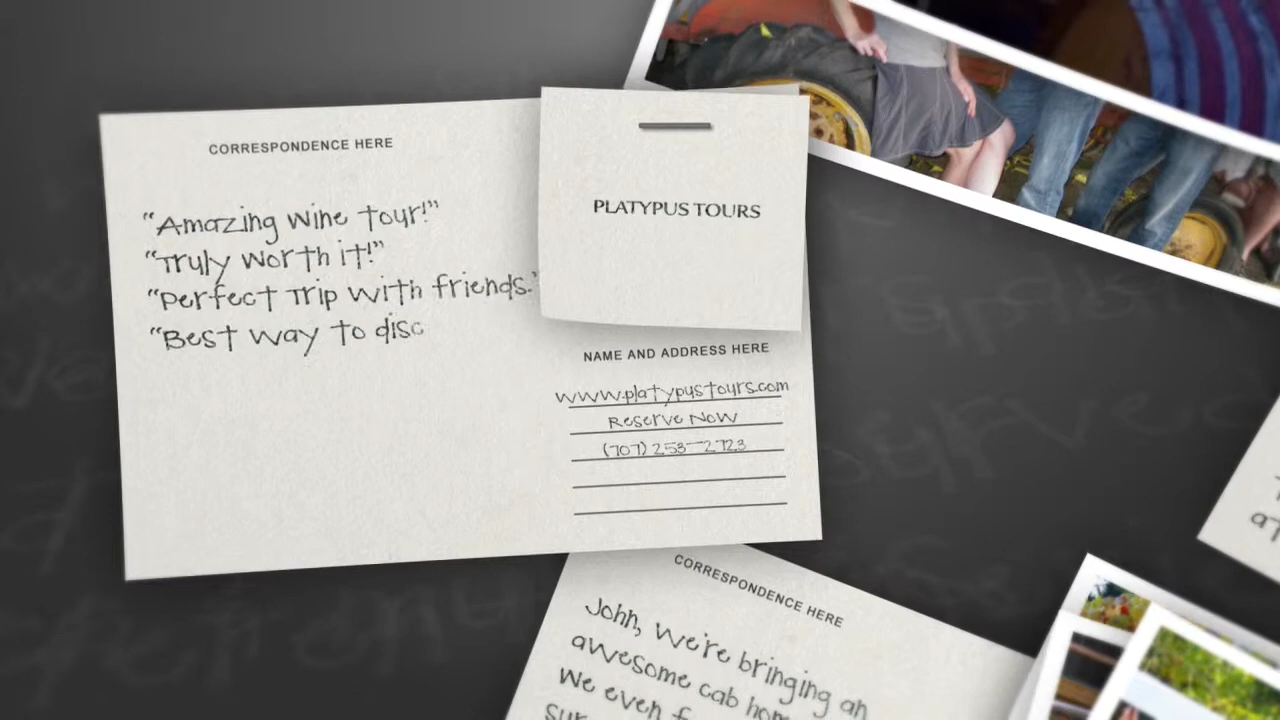 CORRESPONDENCE HERE
"Amazing wine tour!"
"Truly worth it!"
"Perfect trip with friends."
"Best way to disc
PLATYPUS TOURS
NAME AND ADDRESS HERE
www.platypustours.com
Reserve Now
(707) 253-2723
CORRESPONDENCE HERE
John, we're bringing an
awesome cab hom
we even f
sur